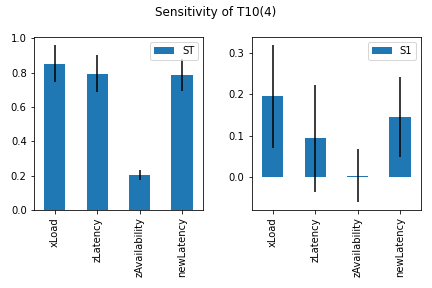 Sensitivity of T10(4)
1.0
0.8
0.6
0.4
0.2
0.0
ST
xLoad
zLatency
zAvailability
newLatency
0.3
0.2
0.1
0.0
S1
xLoad
zLatency
zAvailability
newLatency